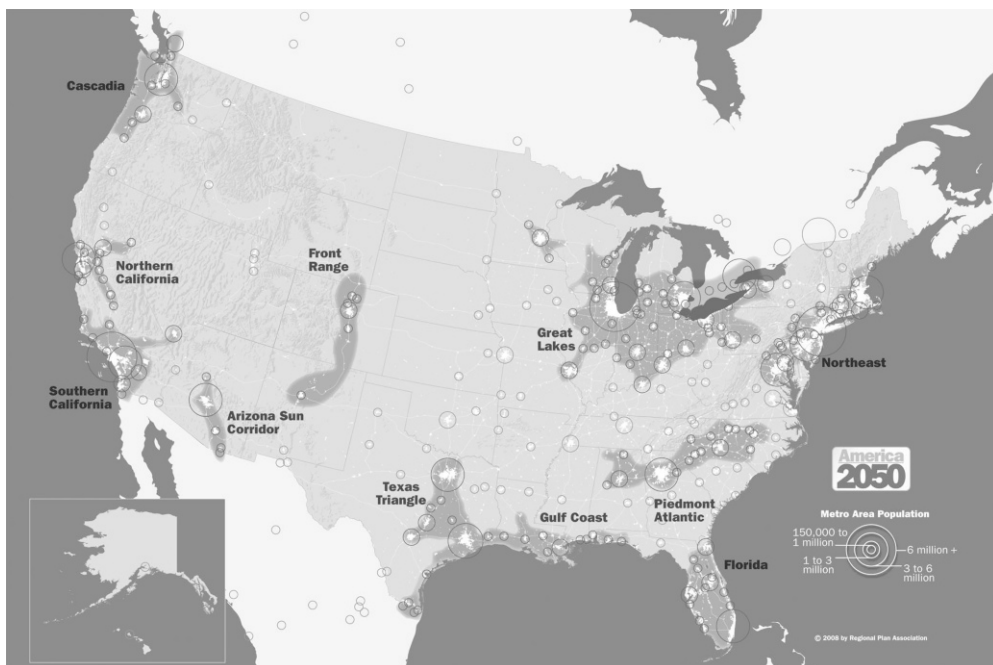 Cascadia
Northern
California
Southern
California
Arizona Sun
Corridor
Front
Range
Texas
Triangle
Great
Lakes
Gulf Coast
Piedmont
Atlantic
Northeast
Florida
America
2050
Metro Area Population
150,000 to
1 million
1 to 3
million
6 million +
3 to 6
million
© 2008 by Regional Plan Association